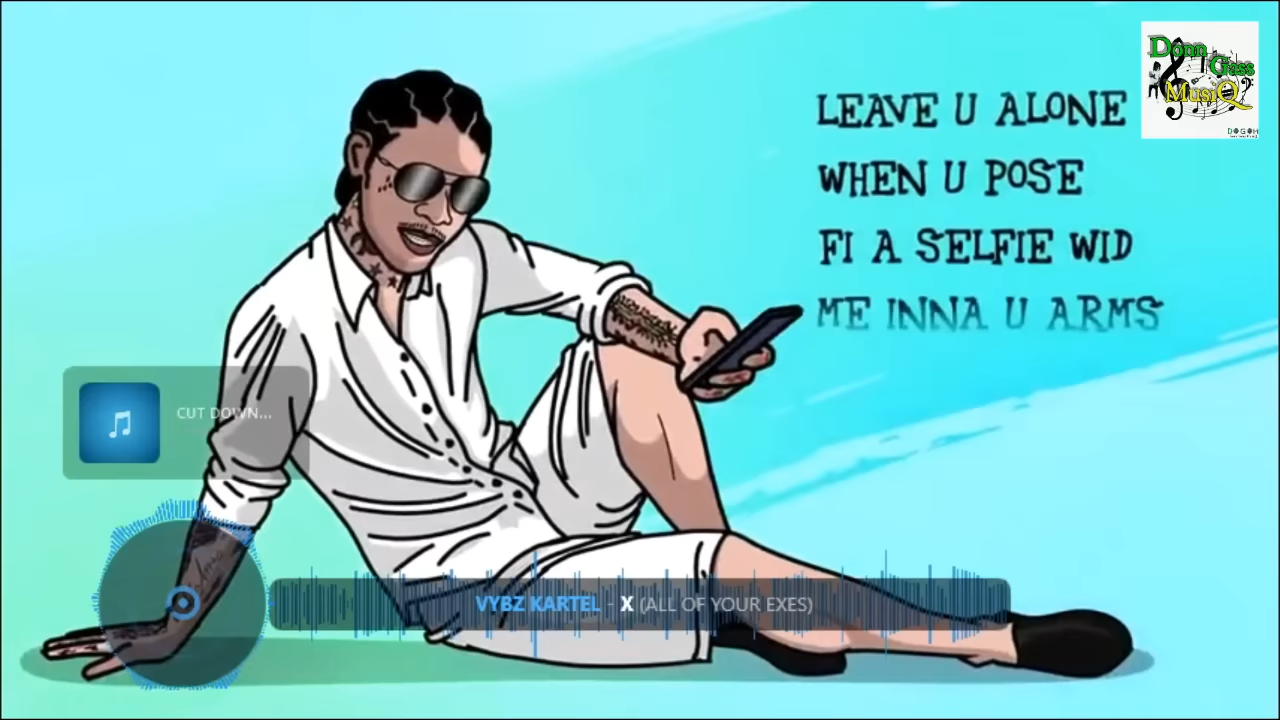 LEAVE U ALONE
WHEN U POSE
FI A SELFIE WID
ME INNA U ARMS
Donn
Gass
MusiQ
DOGOM
CUT DOWN...
VYBZ KARTEL - X (ALL OF YOUR EXES)